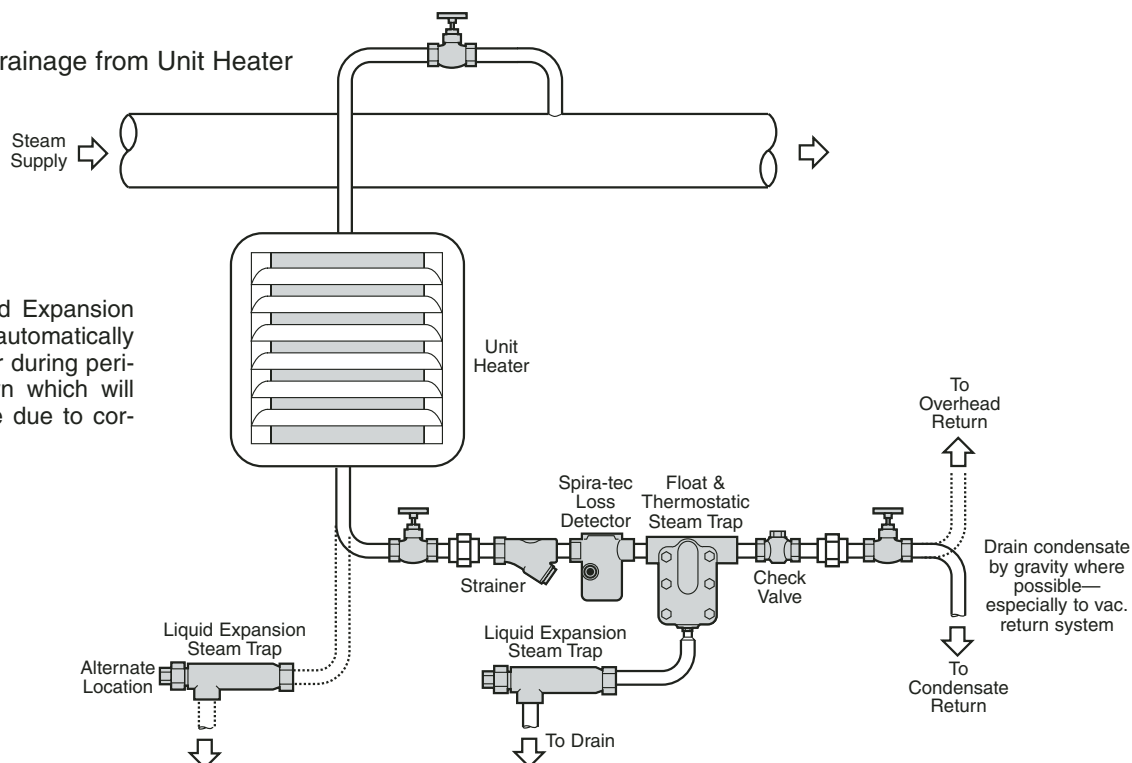 rainage from Unit Heater
Steam
Supply
d Expansion
automatically
r during peri-
n which will
e due to cor-
Unit
Heater
To
Overhead
Return
Spira-tec
Loss
Detector
Float &
Thermostatic
Steam Trap
Strainer
Check
Valve
Drain condensate
by gravity where
possible—
especially to vac.
return system
Liquid Expansion
Steam Trap
Alternate
Location
Liquid Expansion
Steam Trap
To
Condensate
Return
To Drain